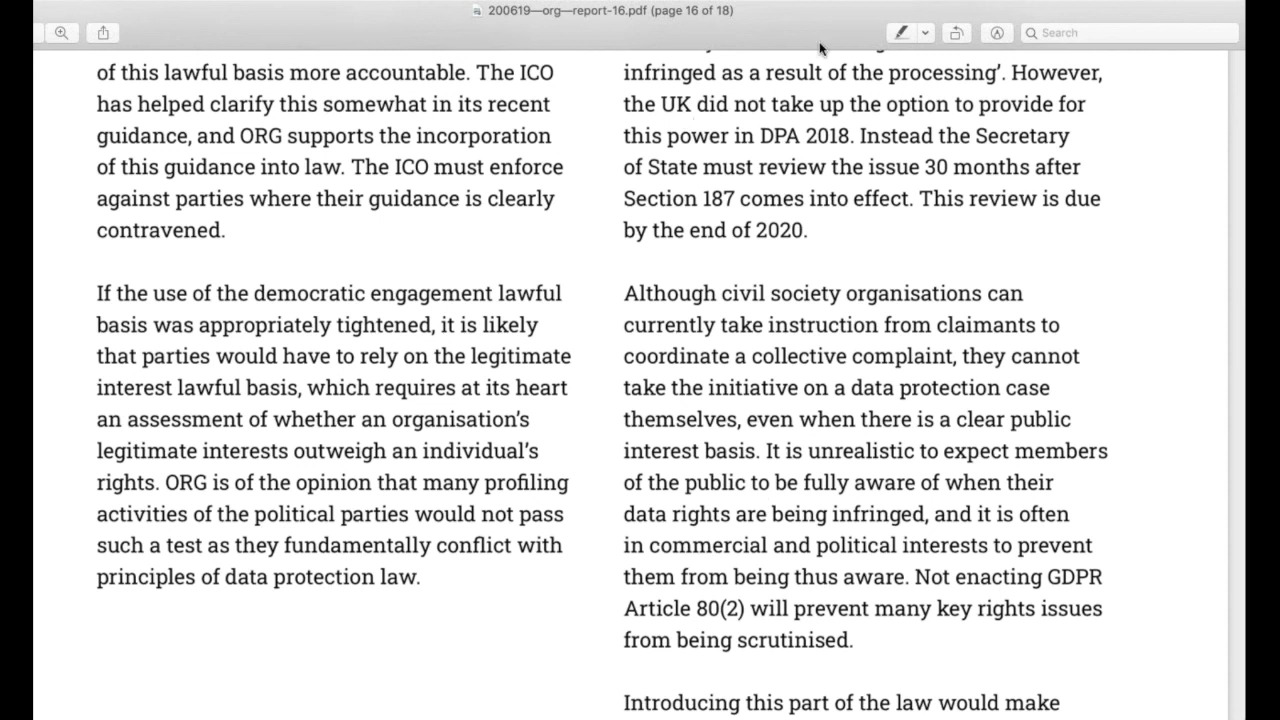 200619—org—report-16.pdf (page 16 of 18)
Search
of this lawful basis more accountable. The ICO
has helped clarify this somewhat in its recent
guidance, and ORG supports the incorporation
of this guidance into law. The ICO must enforce
against parties where their guidance is clearly
contravened.
If the use of the democratic engagement lawful
basis was appropriately tightened, it is likely
that parties would have to rely on the legitimate
interest lawful basis, which requires at its heart
an assessment of whether an organisation’s
legitimate interests outweigh an individual’s
rights. ORG is of the opinion that many profiling
activities of the political parties would not pass
such a test as they fundamentally conflict with
principles of data protection law.
infringed as a result of the processing’. However,
the UK did not take up the option to provide for
this power in DPA 2018. Instead the Secretary
of State must review the issue 30 months after
Section 187 comes into effect. This review is due
by the end of 2020.
Although civil society organisations can
currently take instruction from claimants to
coordinate a collective complaint, they cannot
take the initiative on a data protection case
themselves, even when there is a clear public
interest basis. It is unrealistic to expect members
of the public to be fully aware of when their
data rights are being infringed, and it is often
in commercial and political interests to prevent
them from being thus aware. Not enacting GDPR
Article 80(2) will prevent many key rights issues
from being scrutinised.
Introducing this part of the law would make